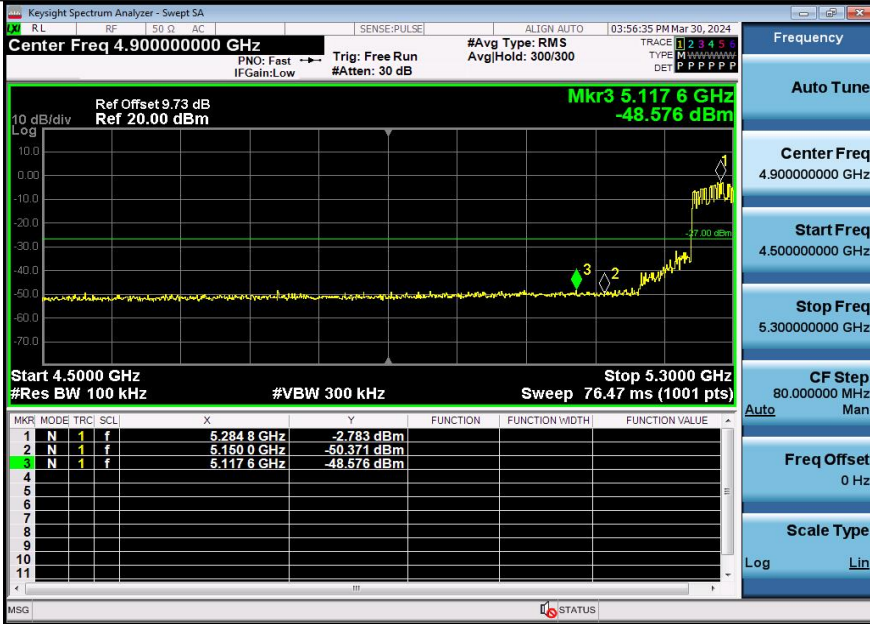 Keysight Spectrum Analyzer - Swept SA
LXI RL RF 50 Ω AC SENSE:PULSE ALIGN AUTO 03:56:35 PM Mar 30, 2024
Center Freq 4.900000000 GHz
PNO: Fast
IFGain:Low
Trig: Free Run
#Atten: 30 dB
#Avg Type: RMS
Avg|Hold: 300/300
TRACE 1 2 3 4 5 6
TYPE M W W W W W
DET P P P P P P
Ref Offset 9.73 dB
Ref 20.00 dBm
10 dB/div
Log
Mkr3 5.117 6 GHz
-48.576 dBm
10.0
0.00
-10.0
-20.0
-30.0
-40.0
-50.0
-60.0
-70.0
1
-27.00 dBm
3
2
Start 4.5000 GHz Stop 5.3000 GHz
#Res BW 100 kHz #VBW 300 kHz Sweep 76.47 ms (1001 pts)
MKR MODE TRC SCL X Y FUNCTION FUNCTION WIDTH FUNCTION VALUE
1 N 1 f 5.284 8 GHz -2.783 dBm
2 N 1 f 5.150 0 GHz -50.371 dBm
3 N 1 f 5.117 6 GHz -48.576 dBm
4
5
6
7
8
9
10
11
MSG STATUS
Frequency
Auto Tune
Center Freq
4.900000000 GHz
Start Freq
4.500000000 GHz
Stop Freq
5.300000000 GHz
CF Step
80.000000 MHz
Auto Man
Freq Offset
0 Hz
Scale Type
Log Lin